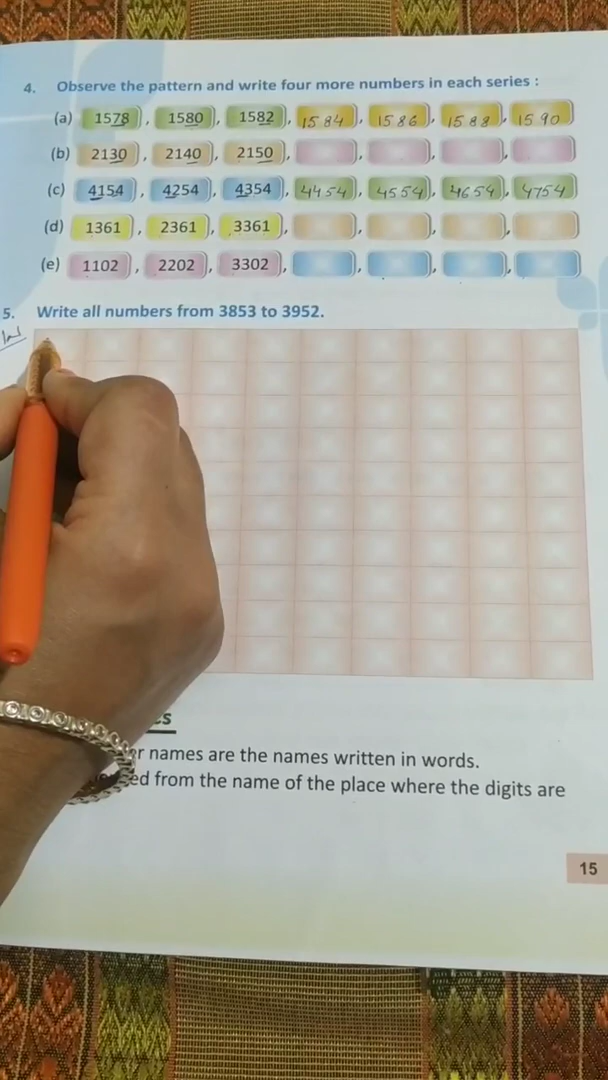 4. Observe the pattern and write four more numbers in each series :
(a) 1578 , 1580 , 1582 , 1584 , 1586 , 1588 , 1590
(b) 2130 , 2140 , 2150 , , , ,
(c) 4154 , 4254 , 4354 , 4454 , 4554 , 4654 , 4754
(d) 1361 , 2361 , 3361 , , , ,
(e) 1102 , 2202 , 3302 , , , ,
5. Write all numbers from 3853 to 3952.
er names are the names written in words.
ed from the name of the place where the digits are
15